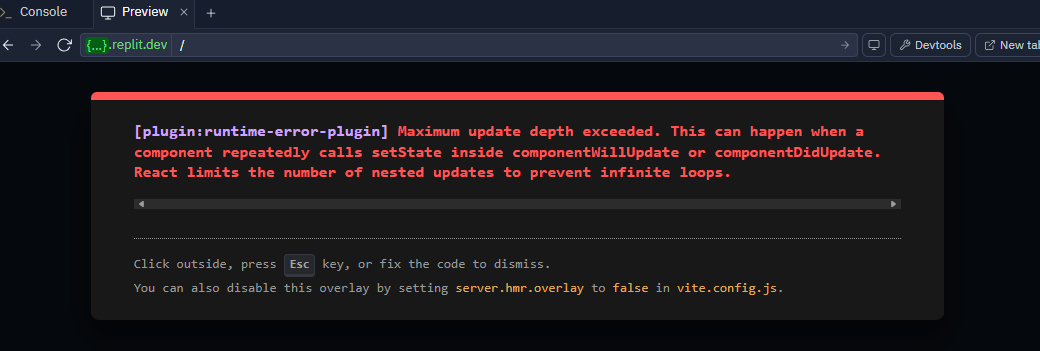 >_ Console Preview × +
← → {...}.replit.dev / → Devtools New tab
[plugin:runtime-error-plugin] Maximum update depth exceeded. This can happen when a
component repeatedly calls setState inside componentWillUpdate or componentDidUpdate.
React limits the number of nested updates to prevent infinite loops.
Click outside, press Esc key, or fix the code to dismiss.
You can also disable this overlay by setting server.hmr.overlay to false in vite.config.js.